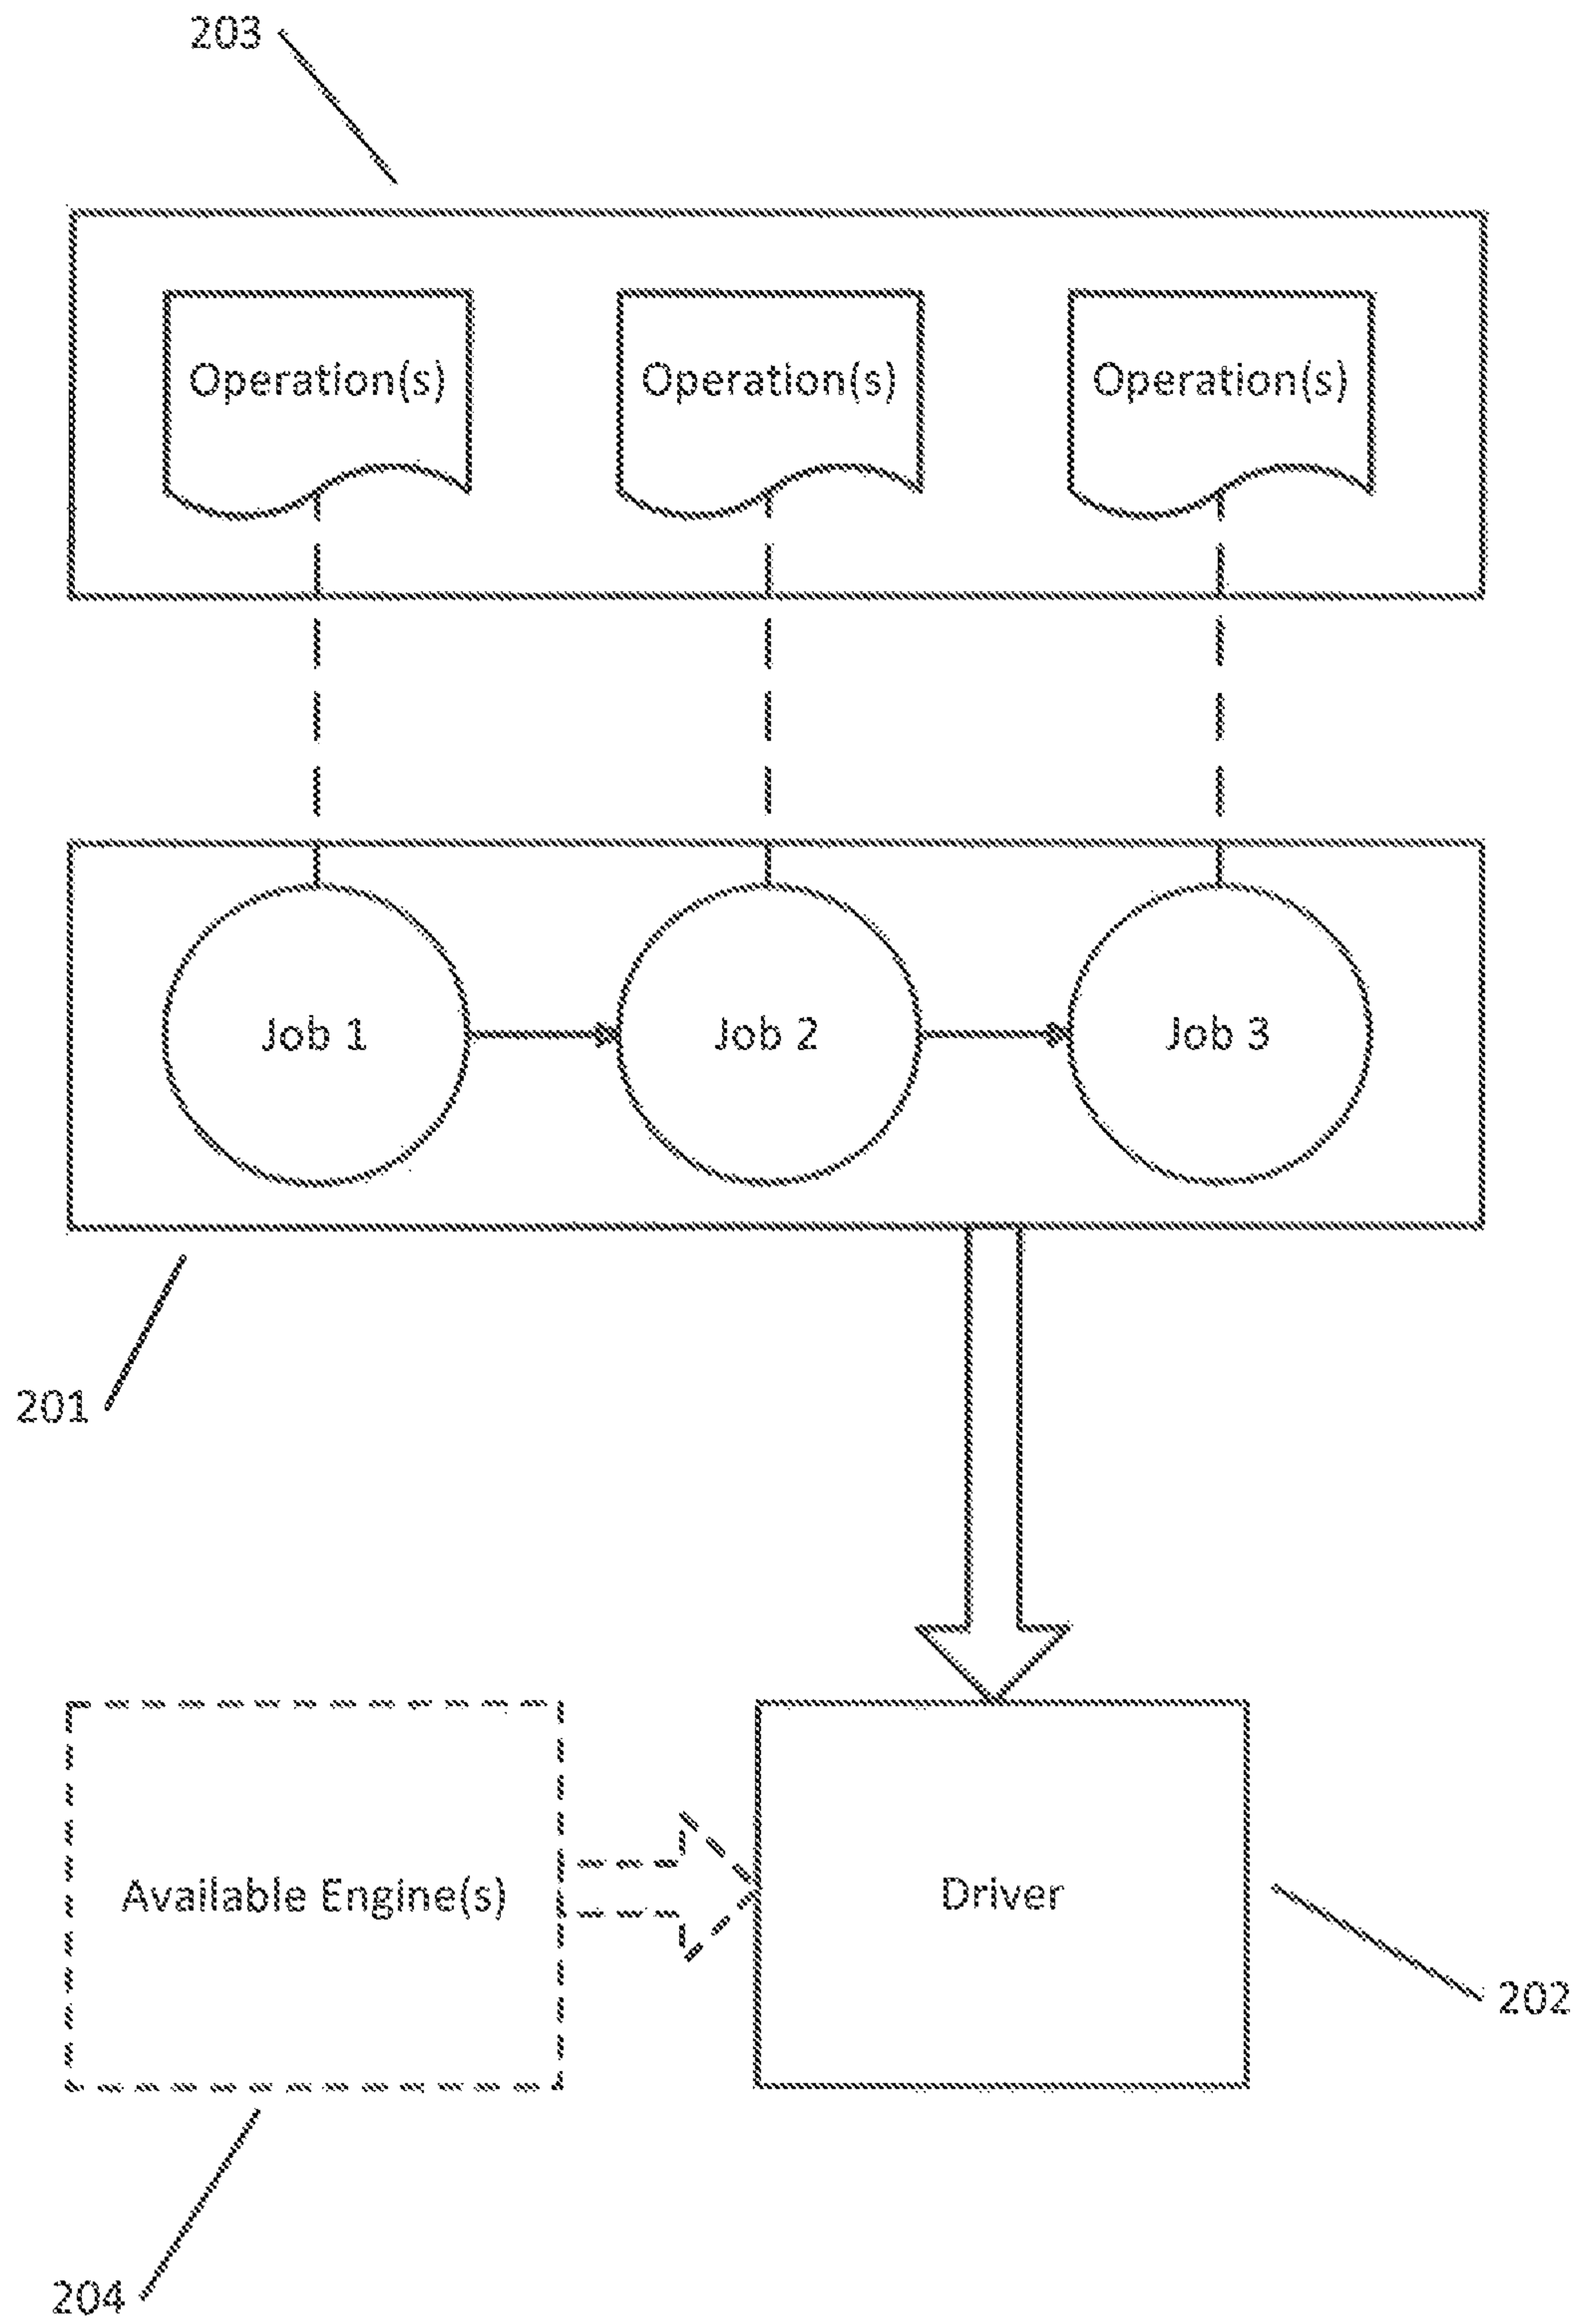 203
Operation(s) Operation(s) Operation(s)
Job 1 Job 2 Job 3
201
Available Engine(s) Driver
202
204